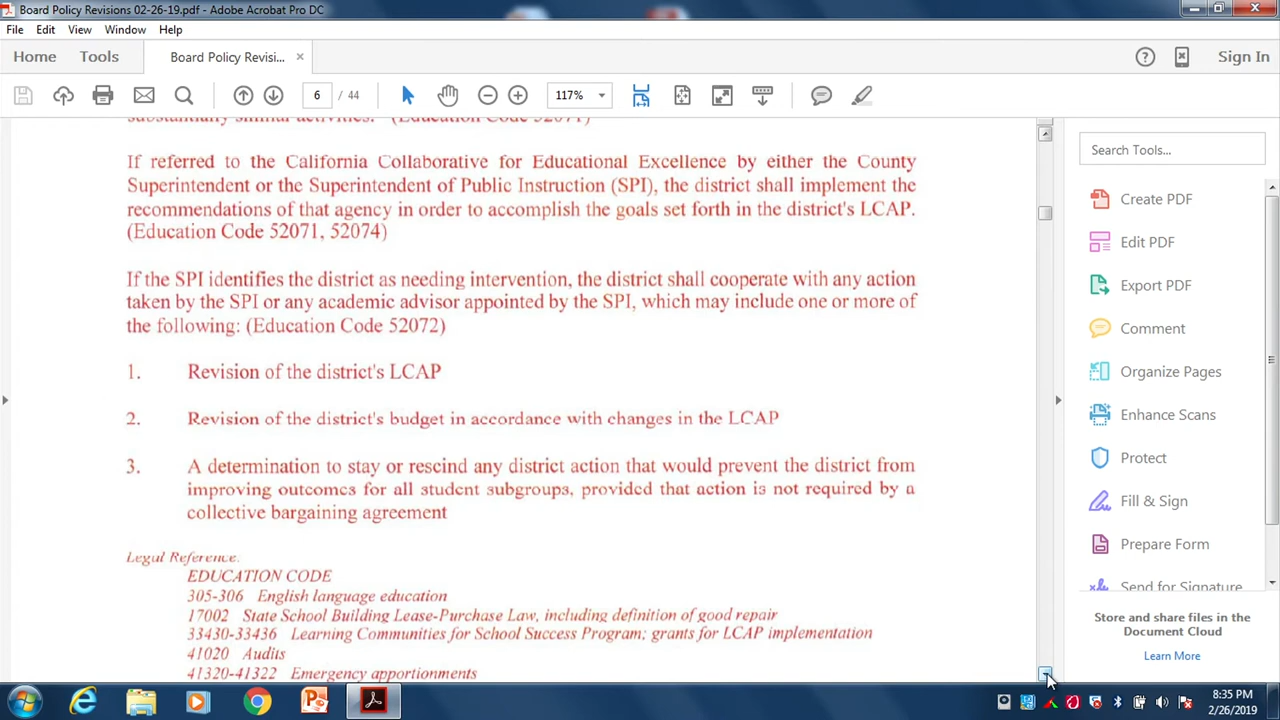 Board Policy Revisions 02-26-19.pdf - Adobe Acrobat Pro DC
File Edit View Window Help
Home Tools Board Policy Revisi... × Sign In
6 / 44 117%
substantially similar activities. (Education Code 52071)
If referred to the California Collaborative for Educational Excellence by either the County
Superintendent or the Superintendent of Public Instruction (SPI), the district shall implement the
recommendations of that agency in order to accomplish the goals set forth in the district's LCAP.
(Education Code 52071, 52074)
If the SPI identifies the district as needing intervention, the district shall cooperate with any action
taken by the SPI or any academic advisor appointed by the SPI, which may include one or more of
the following: (Education Code 52072)
1. Revision of the district's LCAP
2. Revision of the district's budget in accordance with changes in the LCAP
3. A determination to stay or rescind any district action that would prevent the district from
improving outcomes for all student subgroups, provided that action is not required by a
collective bargaining agreement
Legal Reference:
EDUCATION CODE
305-306 English language education
17002 State School Building Lease-Purchase Law, including definition of good repair
33430-33436 Learning Communities for School Success Program; grants for LCAP implementation
41020 Audits
41320-41322 Emergency apportionments
Search Tools...
Create PDF
Edit PDF
Export PDF
Comment
Organize Pages
Enhance Scans
Protect
Fill & Sign
Prepare Form
Send for Signature
Store and share files in the
Document Cloud
Learn More
8:35 PM
2/26/2019